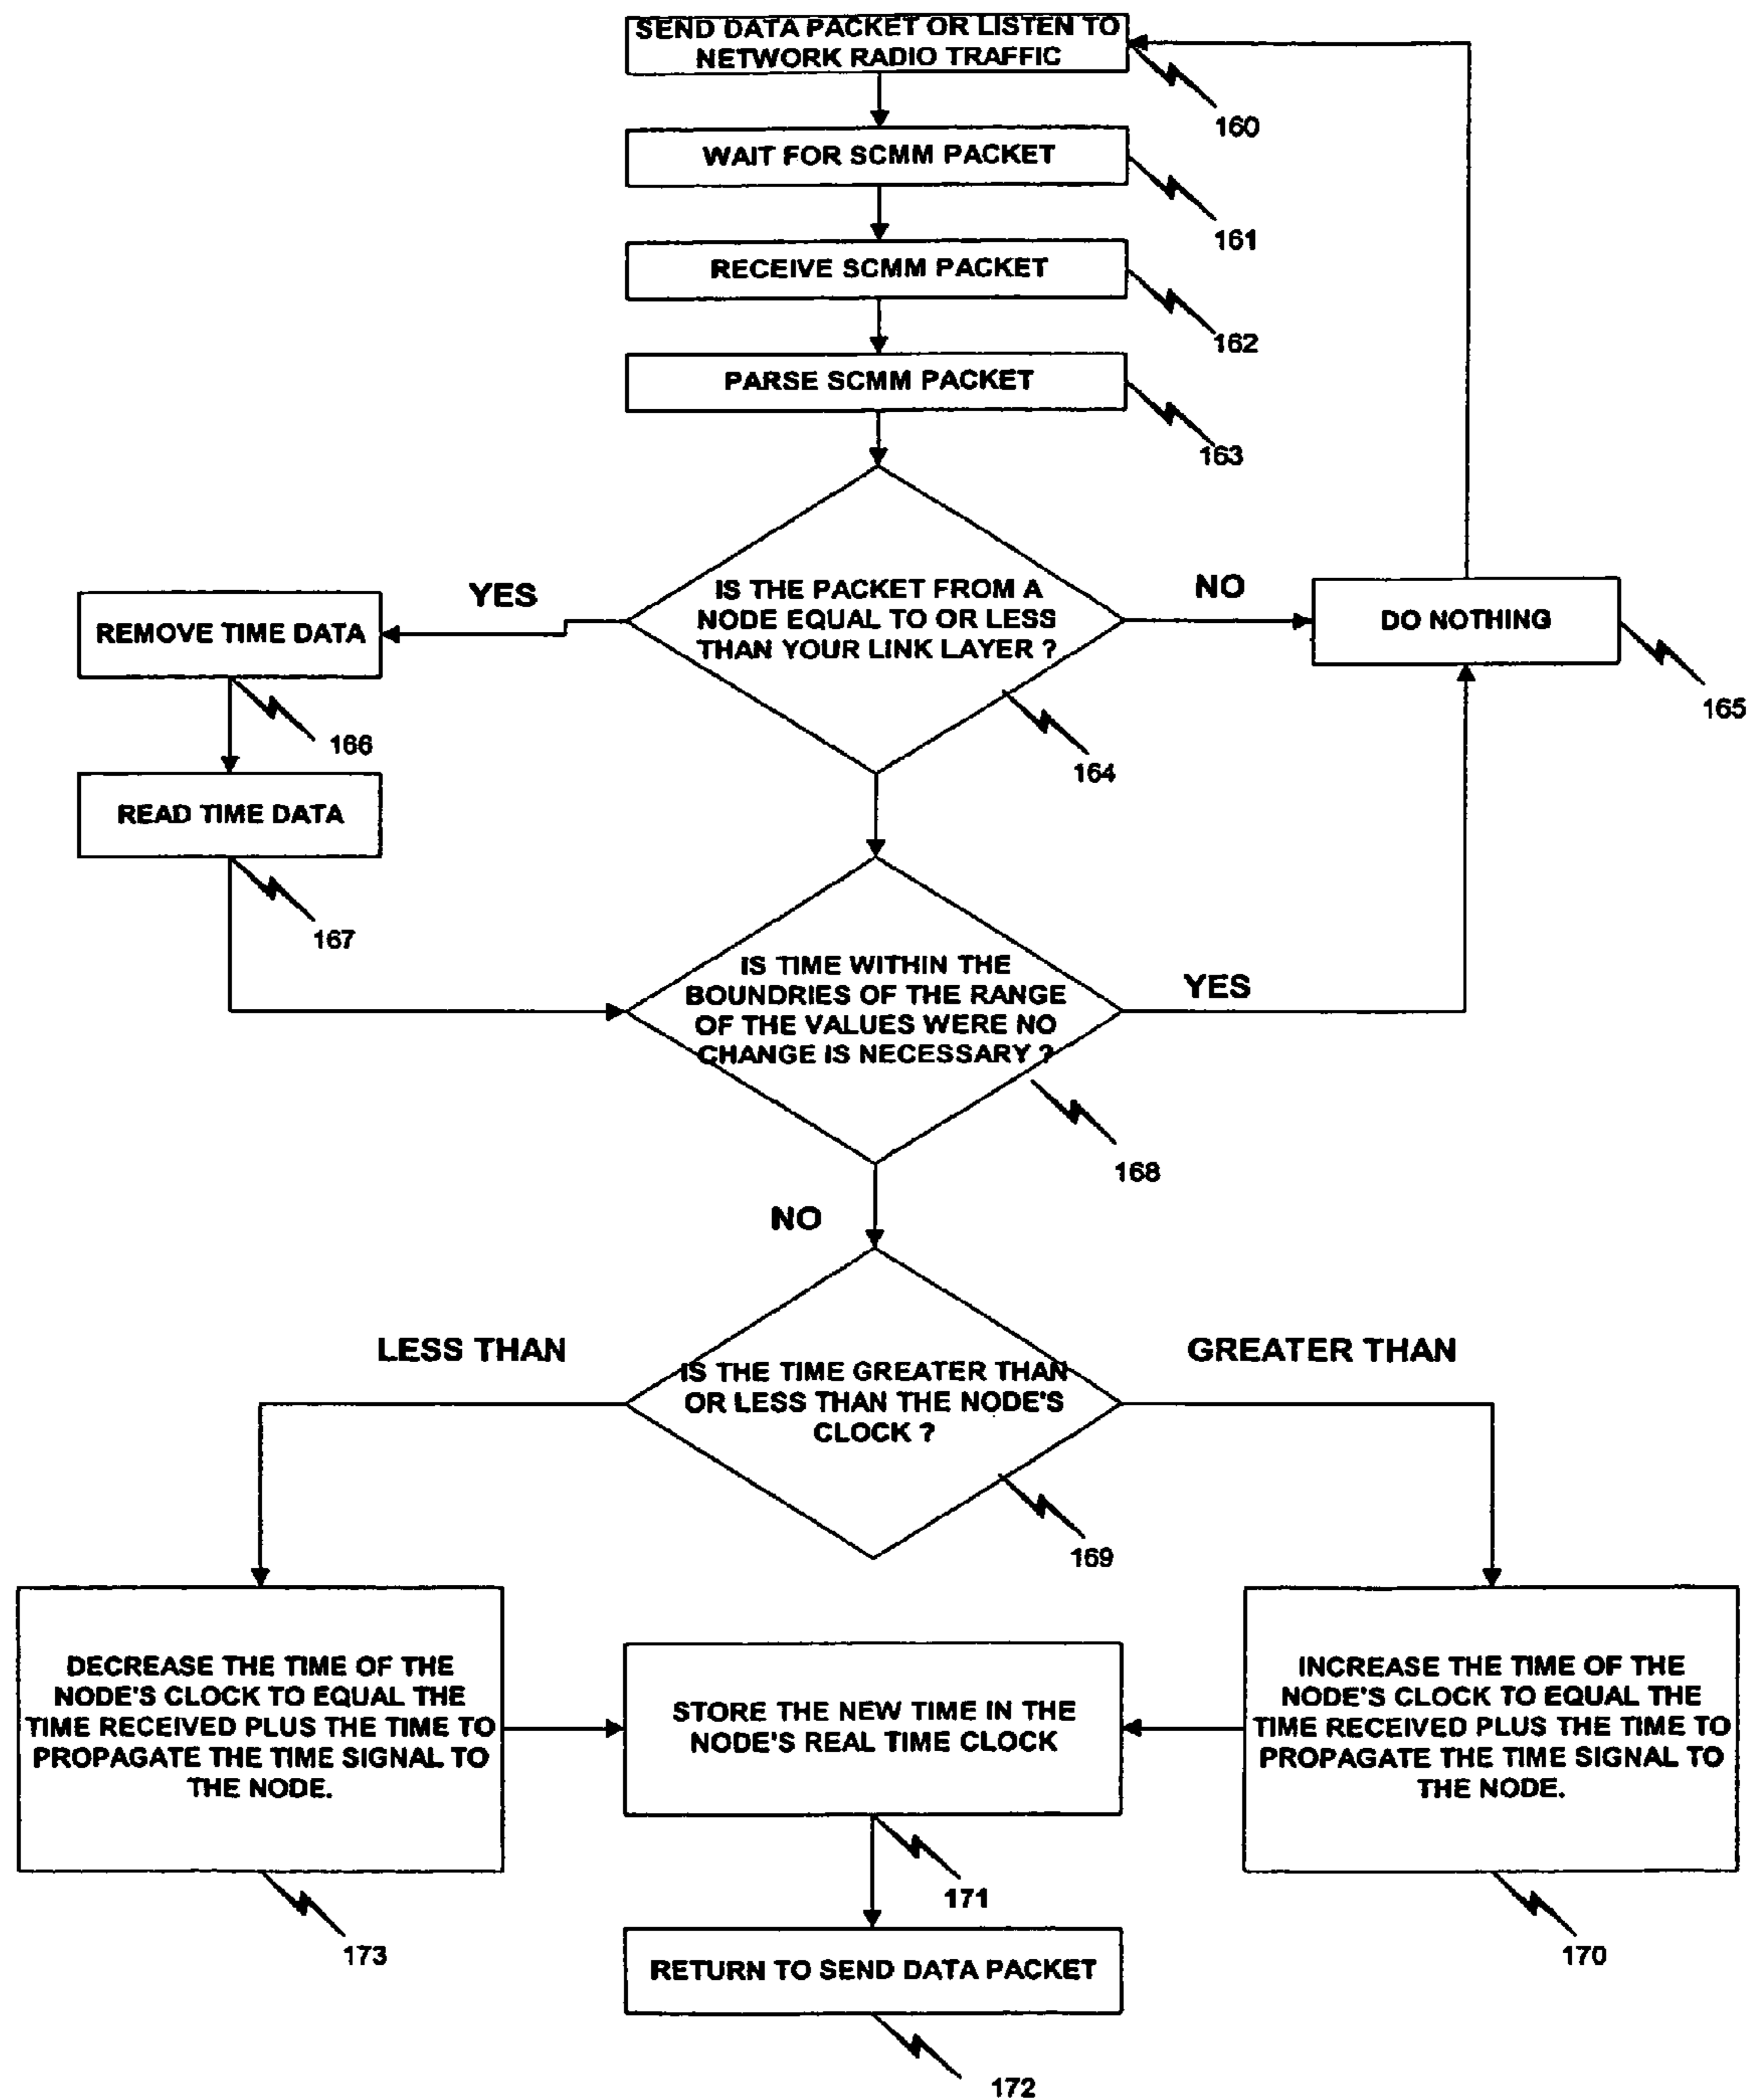 SEND DATA PACKET OR LISTEN TO
NETWORK RADIO TRAFFIC
160
WAIT FOR SCMM PACKET
161
RECEIVE SCMM PACKET
162
PARSE SCMM PACKET
163
IS THE PACKET FROM A
NODE EQUAL TO OR LESS
THAN YOUR LINK LAYER ?
164
YES
NO
DO NOTHING
165
REMOVE TIME DATA
166
READ TIME DATA
167
IS TIME WITHIN THE
BOUNDRIES OF THE RANGE
OF THE VALUES WERE NO
CHANGE IS NECESSARY ?
168
YES
NO
IS THE TIME GREATER THAN
OR LESS THAN THE NODE'S
CLOCK ?
169
LESS THAN
GREATER THAN
DECREASE THE TIME OF THE
NODE'S CLOCK TO EQUAL THE
TIME RECEIVED PLUS THE TIME TO
PROPAGATE THE TIME SIGNAL TO
THE NODE.
173
STORE THE NEW TIME IN THE
NODE'S REAL TIME CLOCK
171
INCREASE THE TIME OF THE
NODE'S CLOCK TO EQUAL THE
TIME RECEIVED PLUS THE TIME TO
PROPAGATE THE TIME SIGNAL TO
THE NODE.
170
RETURN TO SEND DATA PACKET
172